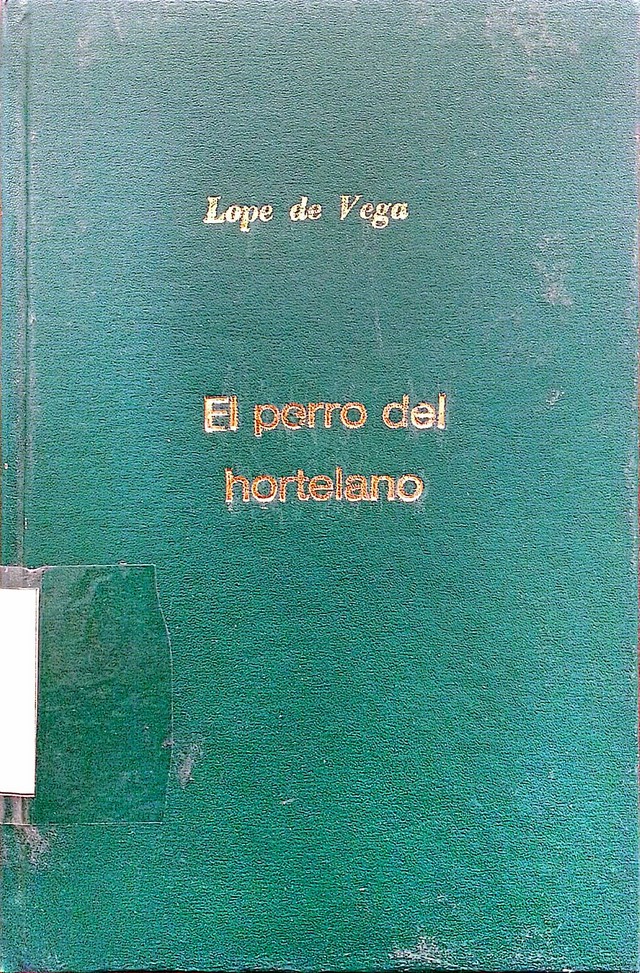 Lope de Vega
El perro del
hortelano